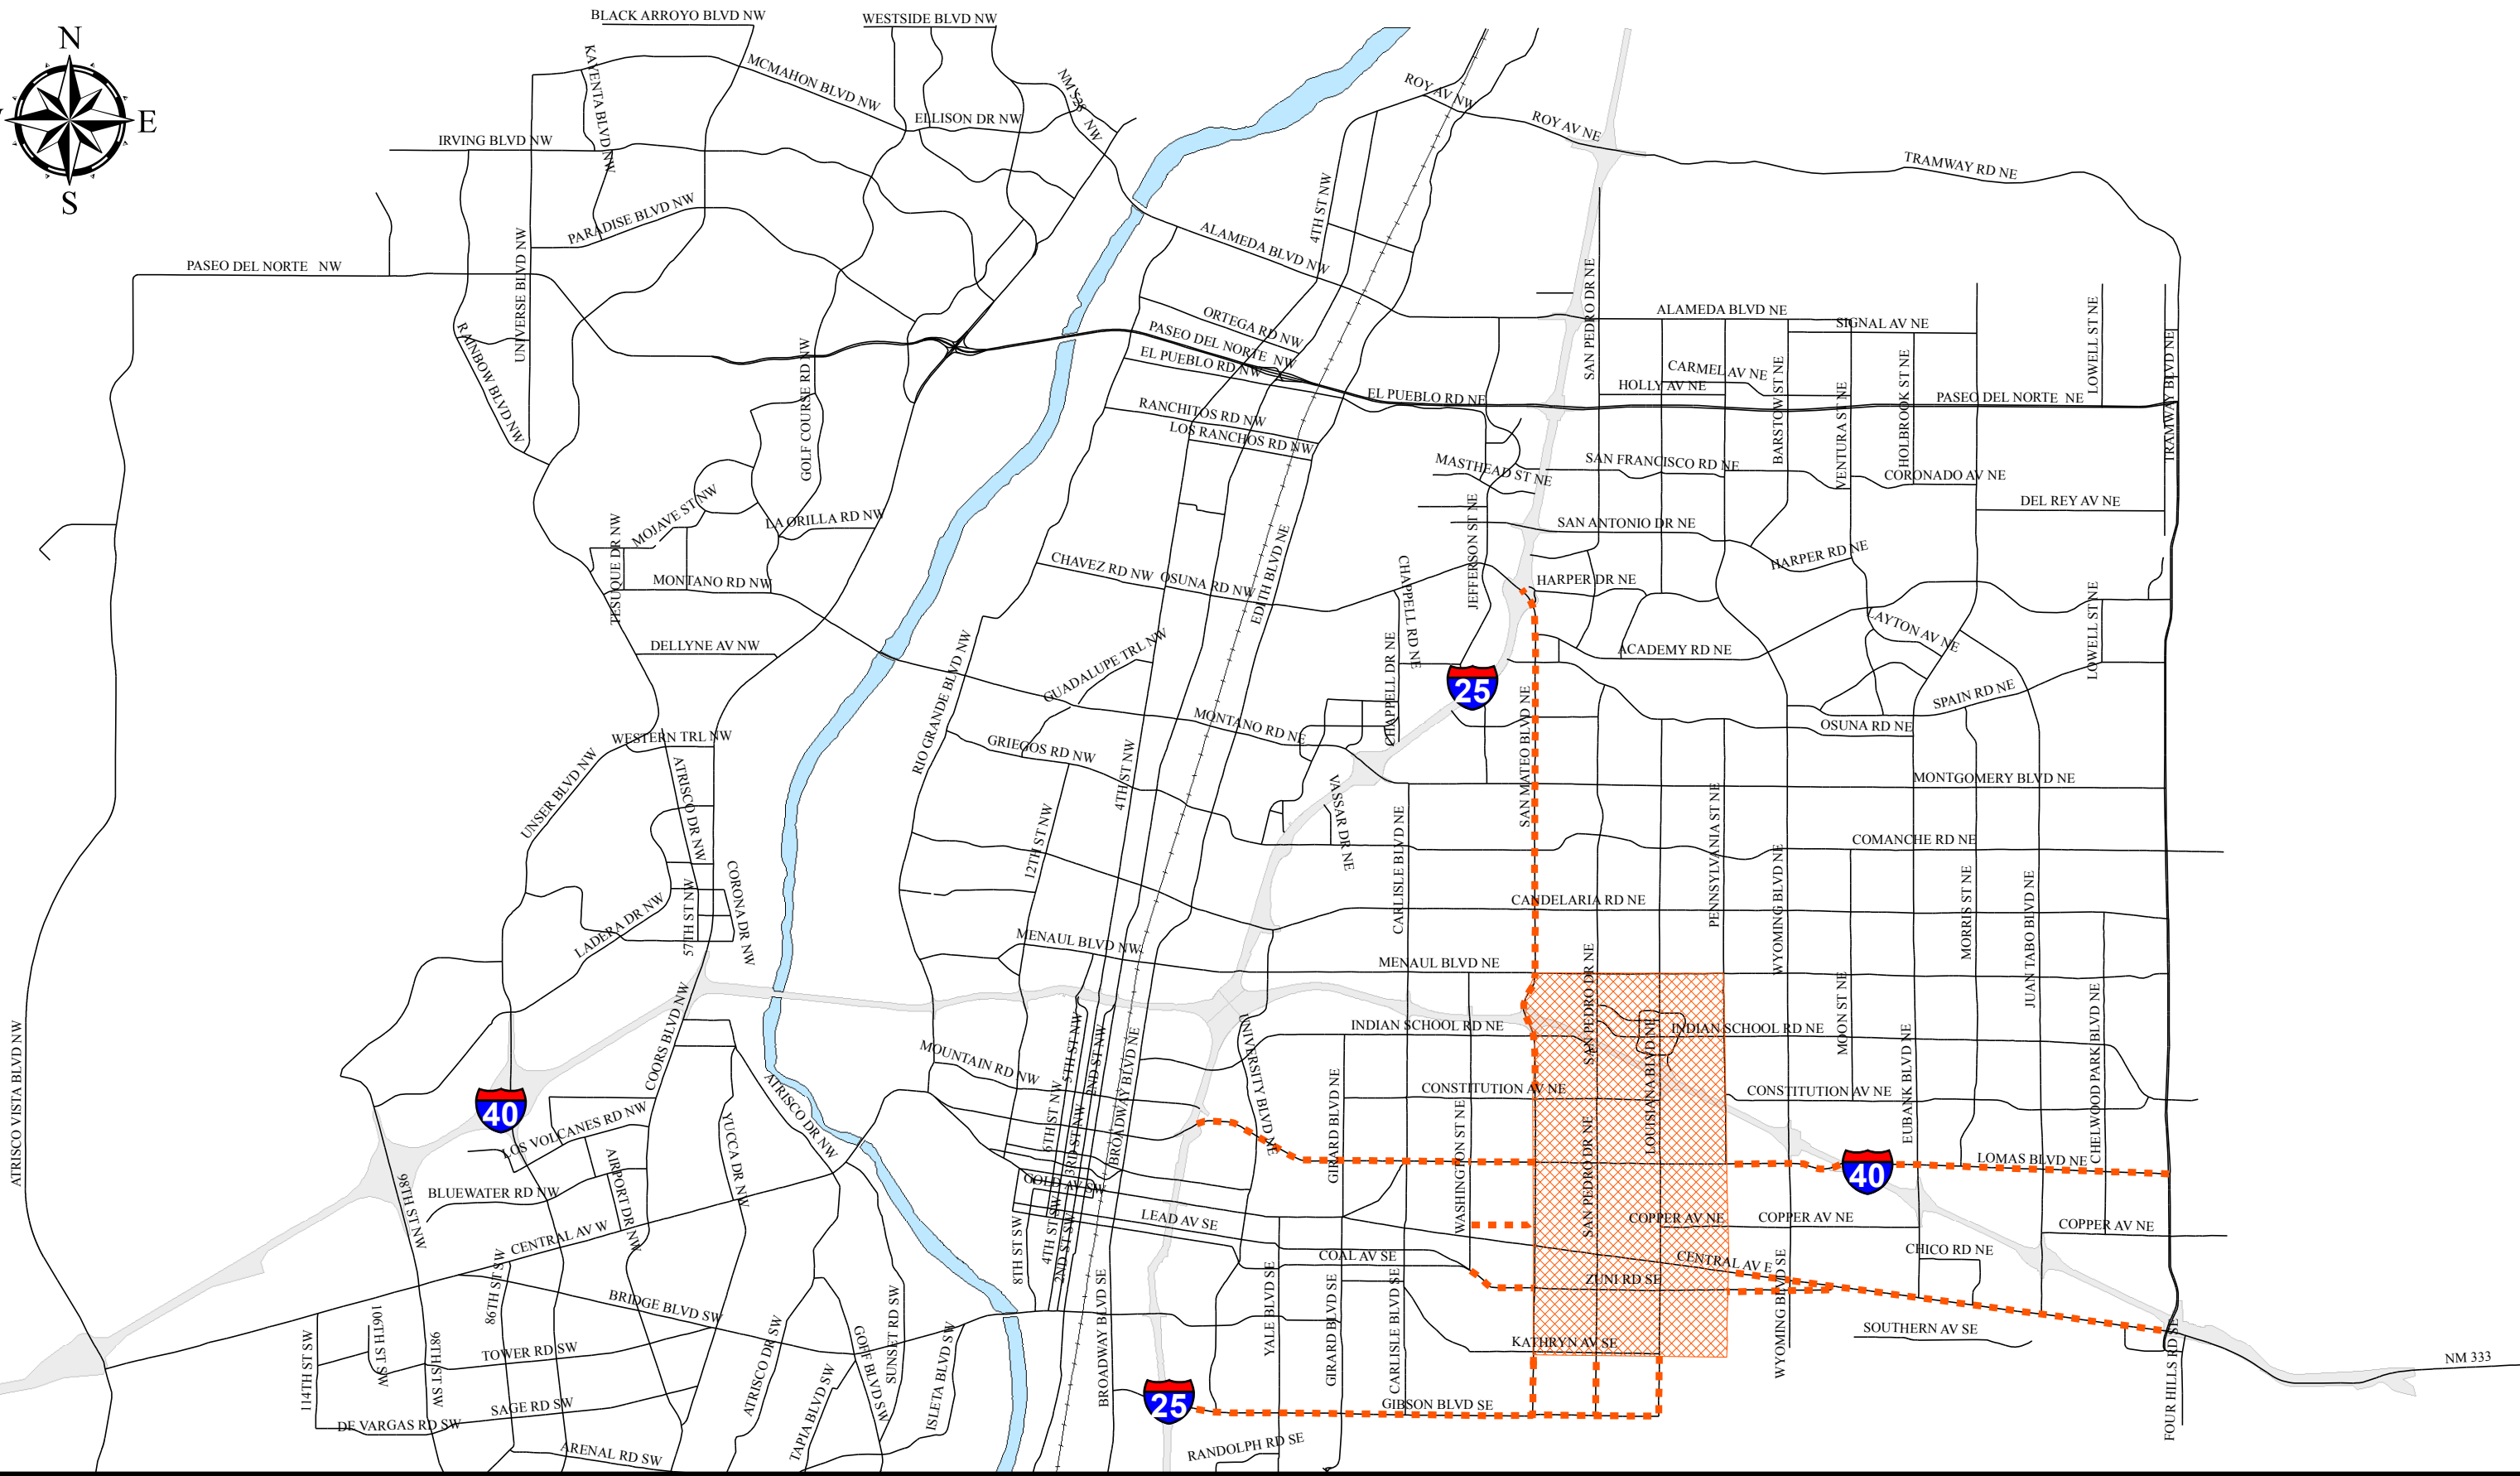 BLACK ARROYO BLVD NW
WESTSIDE BLVD NW
N
E
S
KAYENTA BLVD NW
MCMAHON BLVD NW
NM 528 NW
ELLISON DR NW
IRVING BLVD NW
ROY AV NW
ROY AV NE
TRAMWAY RD NE
PARADISE BLVD NW
4TH ST NW
ALAMEDA BLVD NW
PASEO DEL NORTE NW
UNIVERSE BLVD NW
RAINBOW BLVD NW
GOLF COURSE RD NW
ORTEGA RD NW
PASEO DEL NORTE NW
EL PUEBLO RD NW
SAN PEDRO DR NE
ALAMEDA BLVD NE
SIGNAL AV NE
LOWELL ST NE
TRAMWAY BLVD NE
CARMEL AV NE
HOLLY AV NE
EL PUEBLO RD NE
BARSTOW ST NE
VENTURA ST NE
HOLBROOK ST NE
PASEO DEL NORTE NE
RANCHITOS RD NW
LOS RANCHOS RD NW
MASTHEAD ST NE
SAN FRANCISCO RD NE
CORONADO AV NE
DEL REY AV NE
MOJAVE ST NW
LA ORILLA RD NW
TESUQUE DR NW
JEFFERSON ST NE
SAN ANTONIO DR NE
EDITH BLVD NE
HARPER RD NE
MONTANO RD NW
CHAVEZ RD NW
OSUNA RD NW
CHAPPELL RD NE
HARPER DR NE
LOWELL ST NE
LAYTON AV NE
DELLYNE AV NW
GUADALUPE TRL NW
CHAPPELL DR NE
ACADEMY RD NE
25
RIO GRANDE BLVD NW
SPAIN RD NE
MONTANO RD NE
SAN MATEO BLVD NE
OSUNA RD NE
WESTERN TRL NW
GRIEGOS RD NW
4TH ST NW
UNSER BLVD NW
ATRISCO DR NW
VASSAR DR NE
MONTGOMERY BLVD NE
12TH ST NW
CARLISLE BLVD NE
PENNSYLVANIA ST NE
COMANCHE RD NE
CORONA DR NW
57TH ST NW
LADERA DR NW
WYOMING BLVD NE
MORRIS ST NE
JUAN TABO BLVD NE
CANDELARIA RD NE
MENAUL BLVD NW
MENAUL BLVD NE
SAN PEDRO DR NE
MOON ST NE
CHELWOOD PARK BLVD NE
COORS BLVD NW
ATRISCO VISTA BLVD NW
5TH ST NW
2ND ST NW
BROADWAY BLVD NE
UNIVERSITY BLVD NE
INDIAN SCHOOL RD NE
INDIAN SCHOOL RD NE
LOUISIANA BLVD NE
EUBANK BLVD NE
MOUNTAIN RD NW
ATRISCO DR NW
GIRARD BLVD NE
CONSTITUTION AV NE
CONSTITUTION AV NE
40
LOS VOLCANES RD NW
YUCCA DR NW
6TH ST NW
3RD ST NW
WASHINGTON ST NE
SAN PEDRO DR NE
LOMAS BLVD NE
40
98TH ST NW
AIRPORT DR NW
BLUEWATER RD NW
GOLD AV SW
LEAD AV SE
COPPER AV NE
COPPER AV NE
COPPER AV NE
CENTRAL AV W
8TH ST SW
4TH ST SW
2ND ST SW
COAL AV SE
CENTRAL AV E
CHICO RD NE
86TH ST SW
YALE BLVD SE
GIRARD BLVD SE
CARLISLE BLVD SE
ZUNI RD SE
WYOMING BLVD SE
BRIDGE BLVD SW
BROADWAY BLVD SE
SUNSET RD SW
106TH ST SW
114TH ST SW
98TH ST SW
TOWER RD SW
ATRISCO DR SW
GOFF BLVD SW
ISLETA BLVD SW
KATHRYN AV SE
SOUTHERN AV SE
FOUR HILLS RD SE
NM 333
TAPIA BLVD SW
SAGE RD SW
DE VARGAS RD SW
25
GIBSON BLVD SE
ARENAL RD SW
RANDOLPH RD SE